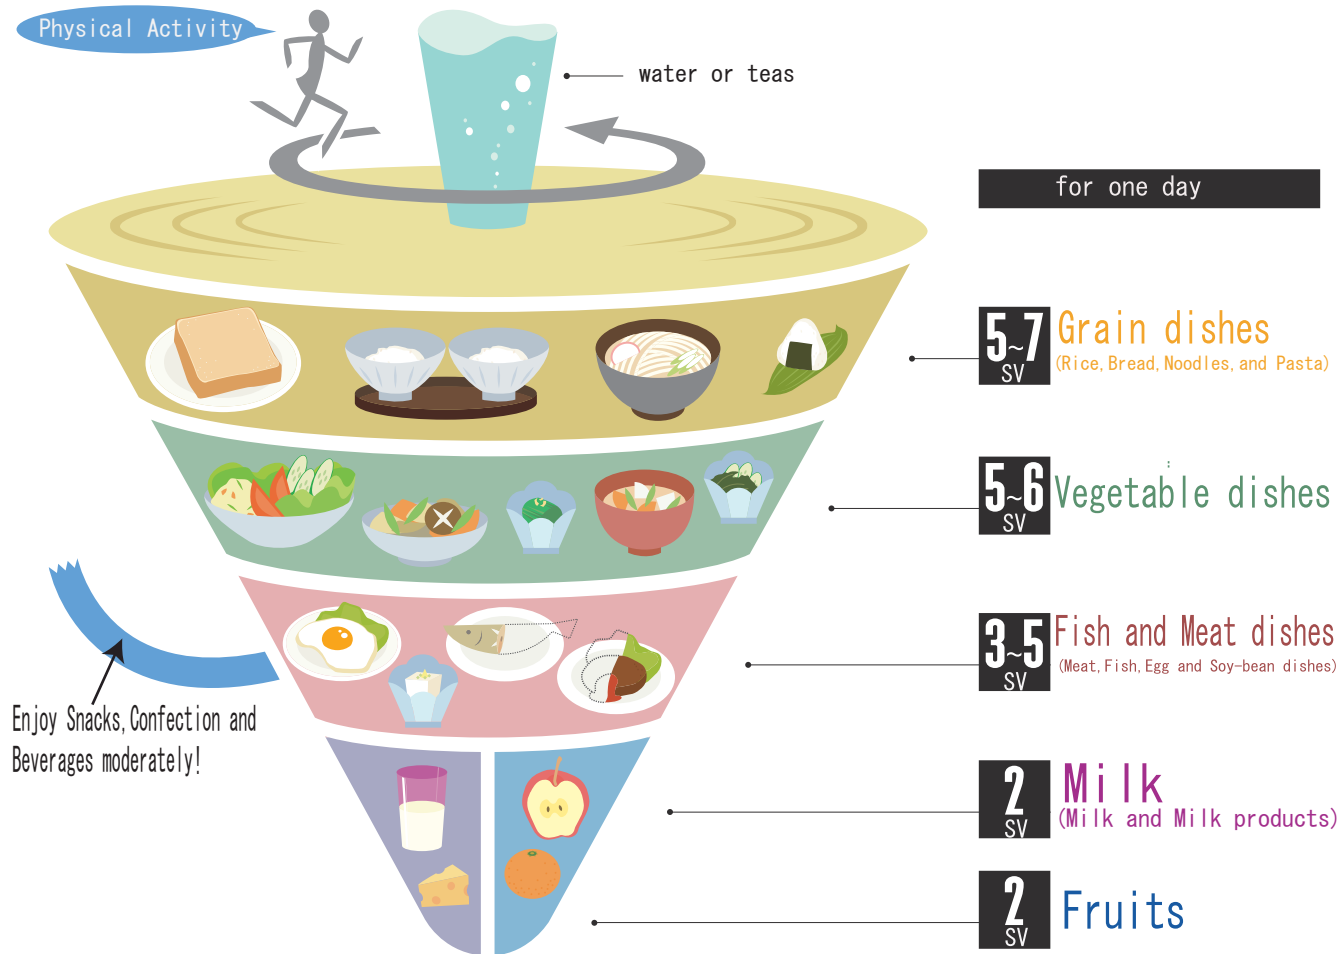 Physical Activity
water or teas
for one day
5~7
SV
Grain dishes
(Rice, Bread, Noodles, and Pasta)
5~6
SV
Vegetable dishes
3~5
SV
Fish and Meat dishes
(Meat, Fish, Egg and Soy-bean dishes)
Enjoy Snacks, Confection and
Beverages moderately!
2
SV
Milk
(Milk and Milk products)
2
SV
Fruits